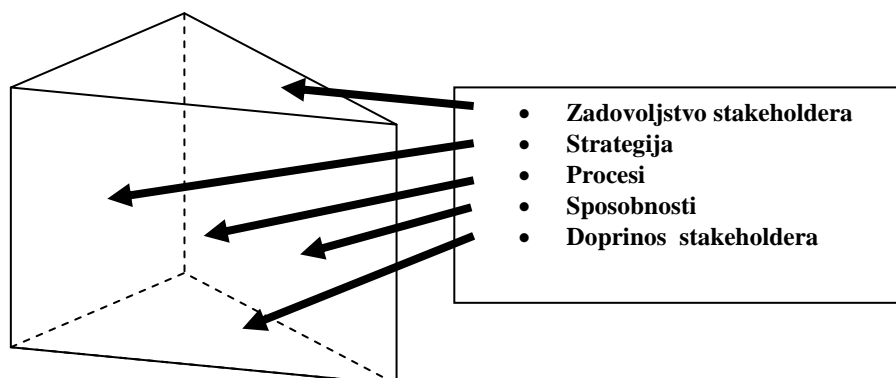 • Zadovoljstvo stakeholdera
• Strategija
• Procesi
• Sposobnosti
• Doprinos stakeholdera